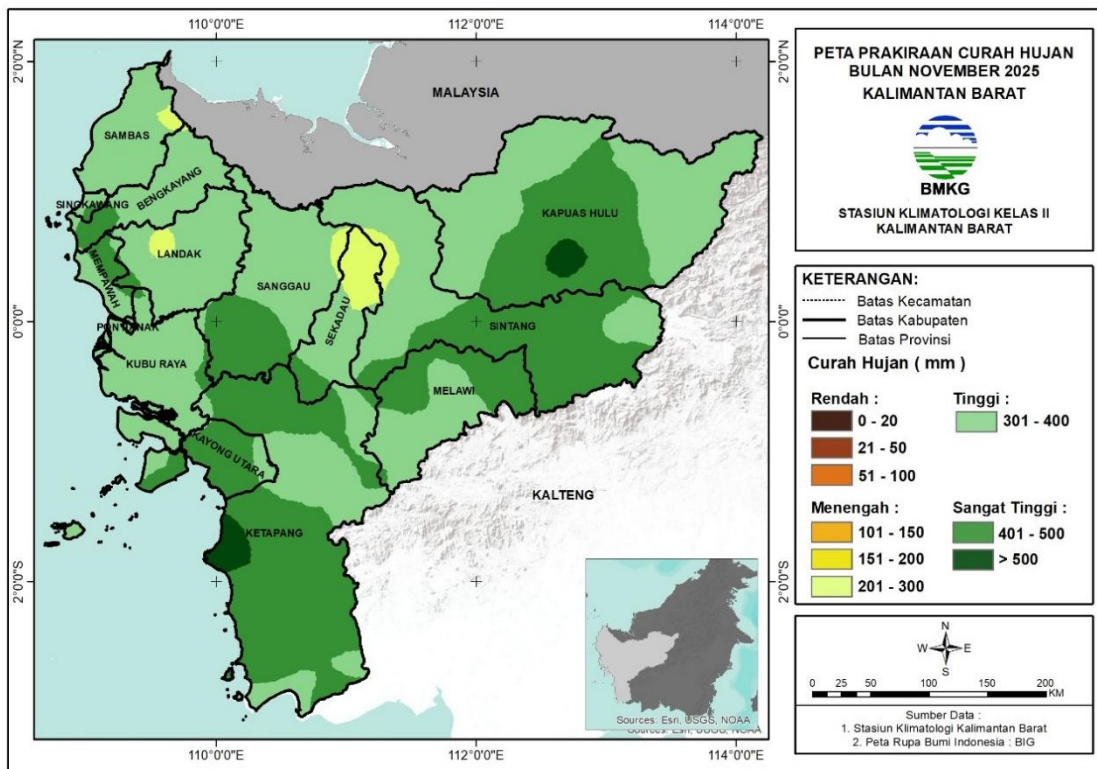 110°0'0"E
112°0'0"E
114°0'0"E
2°0'0"N
0°0'0"
2°0'0"S
2°0'0"N
0°0'0"
2°0'0"S
110°0'0"E
112°0'0"E
114°0'0"E
MALAYSIA
SAMBAS
BENGKAYANG
SINGKAWANG
LANDAK
MEMPAWAH
SANGGAU
SEKADAU
KAPUAS HULU
SINTANG
KUBU RAYA
MELAWI
KAYONG UTARA
KETAPANG
KALTENG
Sources: Esri, USGS, NOAA
Sources: Esri, USGS, NOAA
PETA PRAKIRAAN CURAH HUJAN
BULAN NOVEMBER 2025
KALIMANTAN BARAT
BMKG
STASIUN KLIMATOLOGI KELAS II
KALIMANTAN BARAT
KETERANGAN:
Batas Kecamatan
Batas Kabupaten
Batas Provinsi
Curah Hujan ( mm )
Rendah :
0 - 20
21 - 50
51 - 100
Tinggi :
301 - 400
Menengah :
101 - 150
151 - 200
201 - 300
Sangat Tinggi :
401 - 500
> 500
N
W E
S
0 25 50 100 150 200
KM
Sumber Data :
1. Stasiun Klimatologi Kalimantan Barat
2. Peta Rupa Bumi Indonesia : BIG